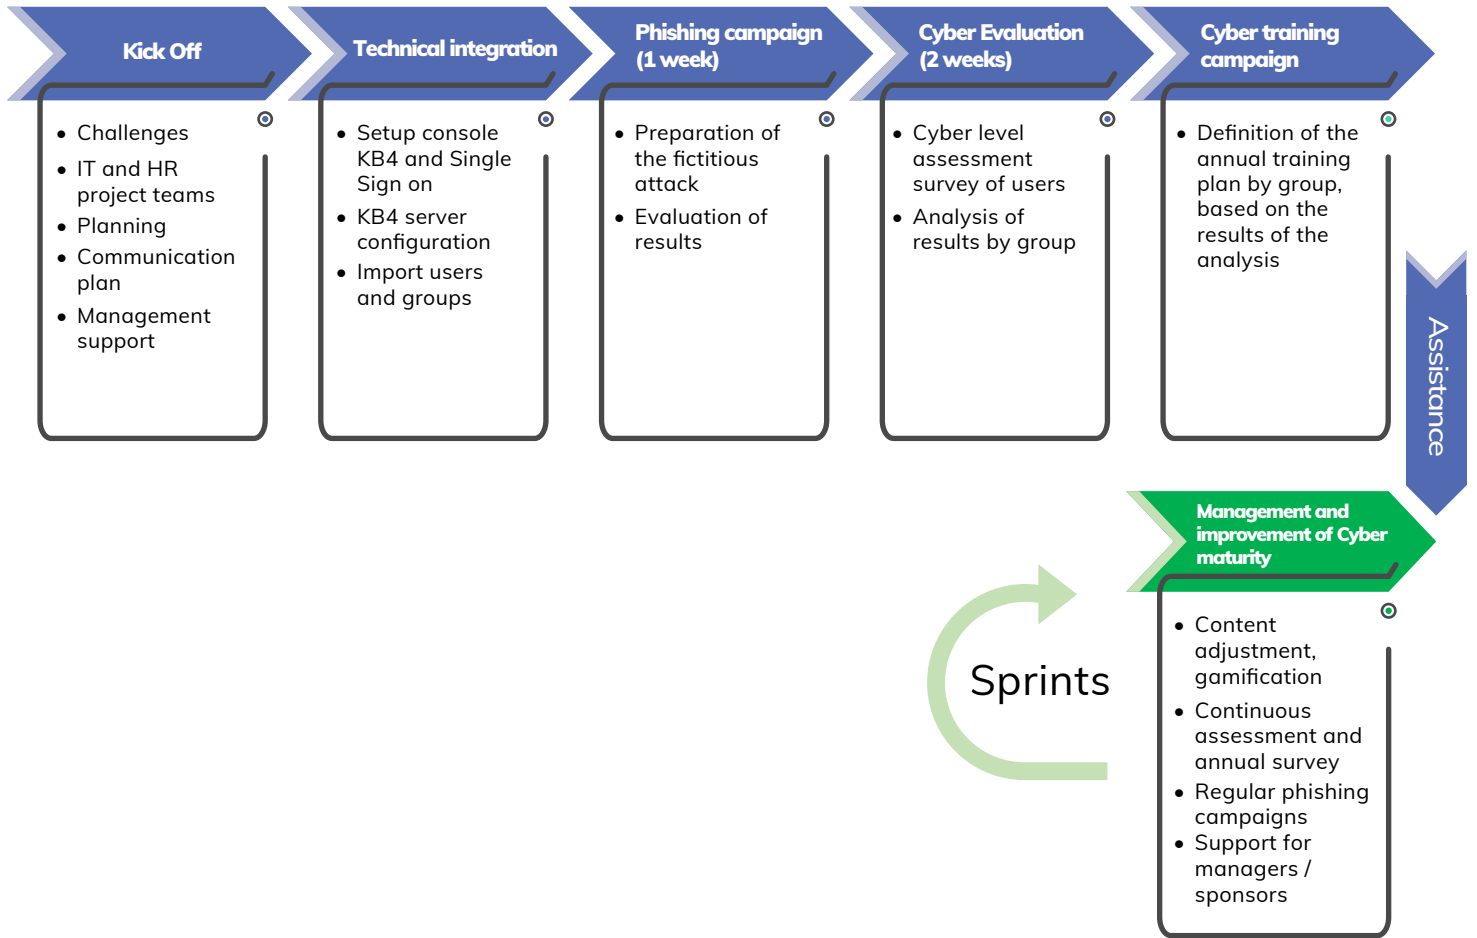 Kick Off
• Challenges
• IT and HR
project teams
• Planning
• Communication
plan
• Management
support
Technical integration
• Setup console
KB4 and Single
Sign on
• KB4 server
configuration
• Import users
and groups
Phishing campaign
(1 week)
• Preparation of
the fictitious
attack
• Evaluation of
results
Cyber Evaluation
(2 weeks)
• Cyber level
assessment
survey of users
• Analysis of
results by group
Cyber training
campaign
• Definition of the
annual training
plan by group,
based on the
results of the
analysis
Assistance
Management and
improvement of Cyber
maturity
• Content
adjustment,
gamification
• Continuous
assessment and
annual survey
• Regular phishing
campaigns
• Support for
managers /
sponsors
Sprints